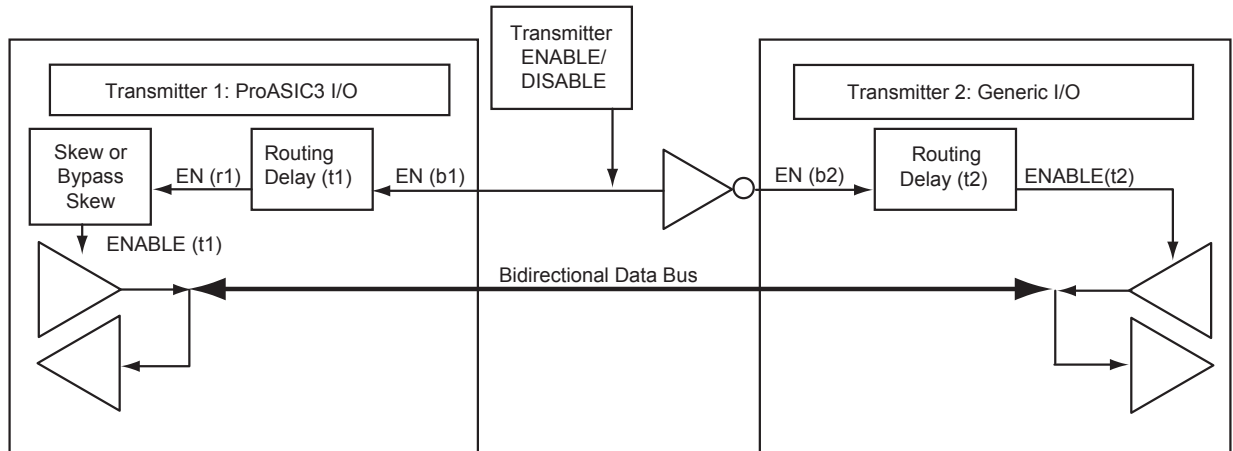 Transmitter
ENABLE/
DISABLE
Transmitter 1: ProASIC3 I/O
Transmitter 2: Generic I/O
Skew or
Bypass
Skew
EN (r1)
Routing
Delay (t1)
EN (b1)
EN (b2)
Routing
Delay (t2)
ENABLE(t2)
ENABLE (t1)
Bidirectional Data Bus